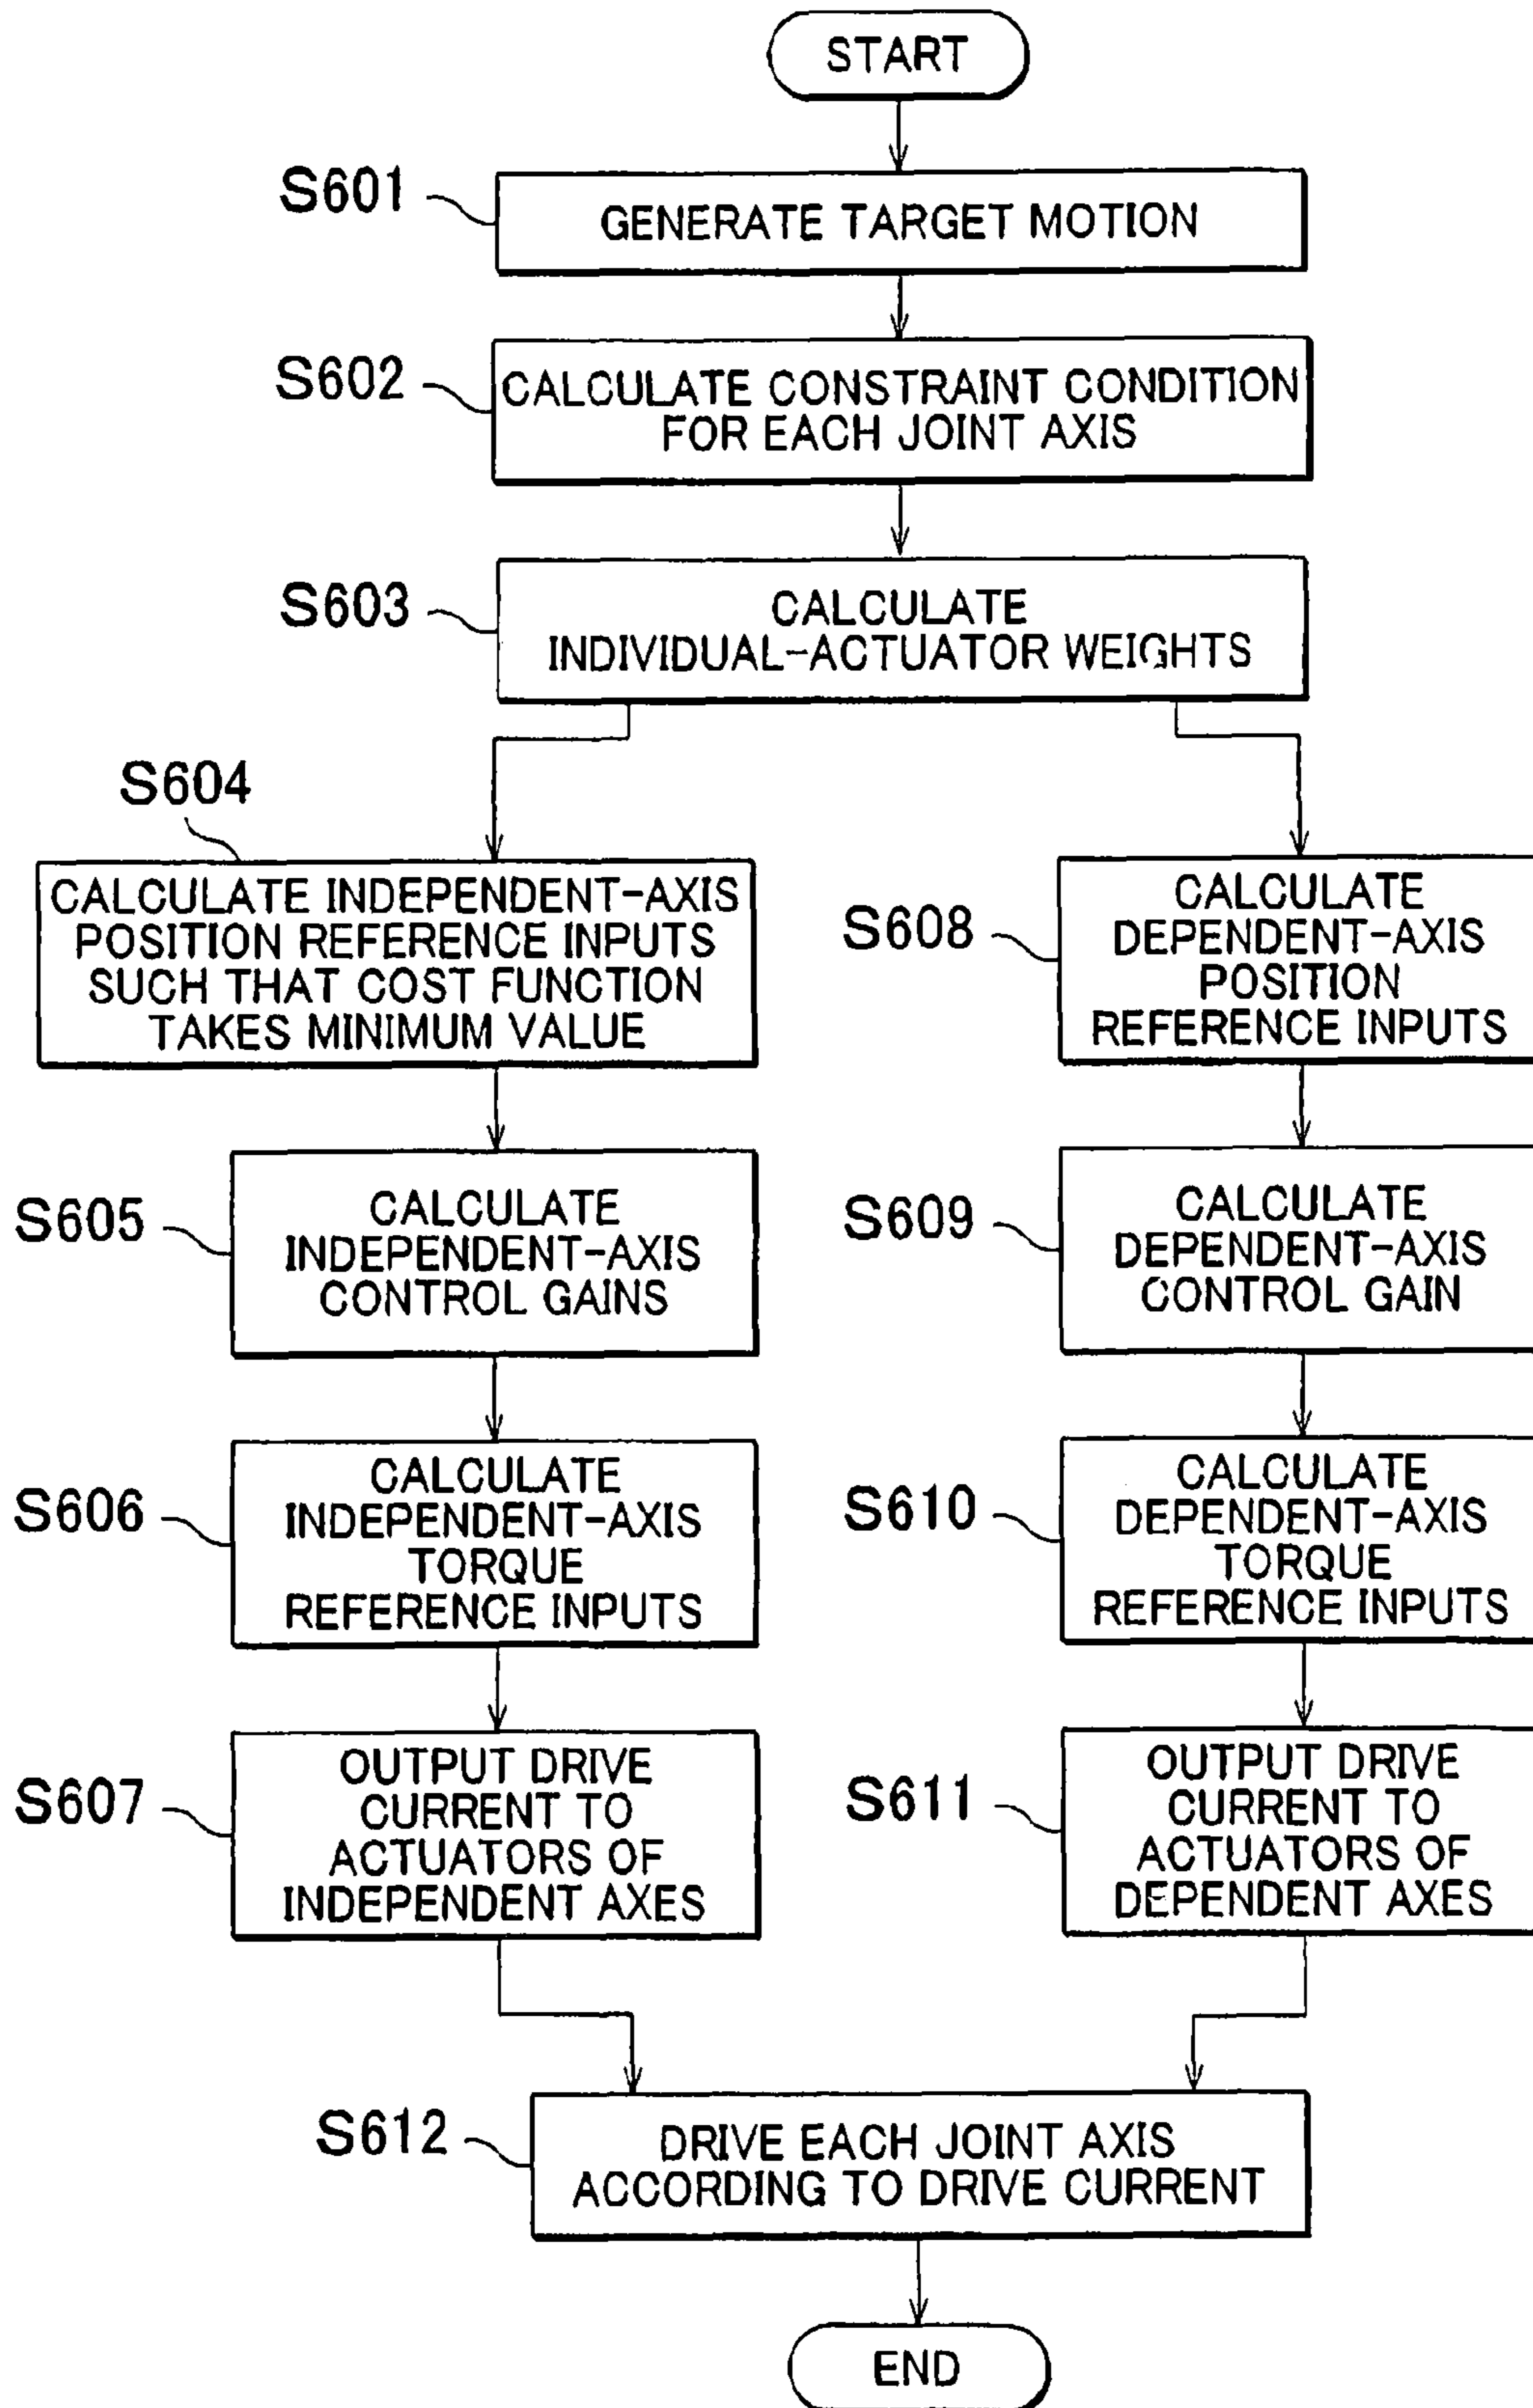 START
S601
GENERATE TARGET MOTION
S602
CALCULATE CONSTRAINT CONDITION
FOR EACH JOINT AXIS
S603
CALCULATE
INDIVIDUAL-ACTUATOR WEIGHTS
S604
CALCULATE INDEPENDENT-AXIS
POSITION REFERENCE INPUTS
SUCH THAT COST FUNCTION
TAKES MINIMUM VALUE
S605
CALCULATE
INDEPENDENT-AXIS
CONTROL GAINS
S606
CALCULATE
INDEPENDENT-AXIS
TORQUE
REFERENCE INPUTS
S607
OUTPUT DRIVE
CURRENT TO
ACTUATORS OF
INDEPENDENT AXES
S608
CALCULATE
DEPENDENT-AXIS
POSITION
REFERENCE INPUTS
S609
CALCULATE
DEPENDENT-AXIS
CONTROL GAIN
S610
CALCULATE
DEPENDENT-AXIS
TORQUE
REFERENCE INPUTS
S611
OUTPUT DRIVE
CURRENT TO
ACTUATORS OF
DEPENDENT AXES
S612
DRIVE EACH JOINT AXIS
ACCORDING TO DRIVE CURRENT
END